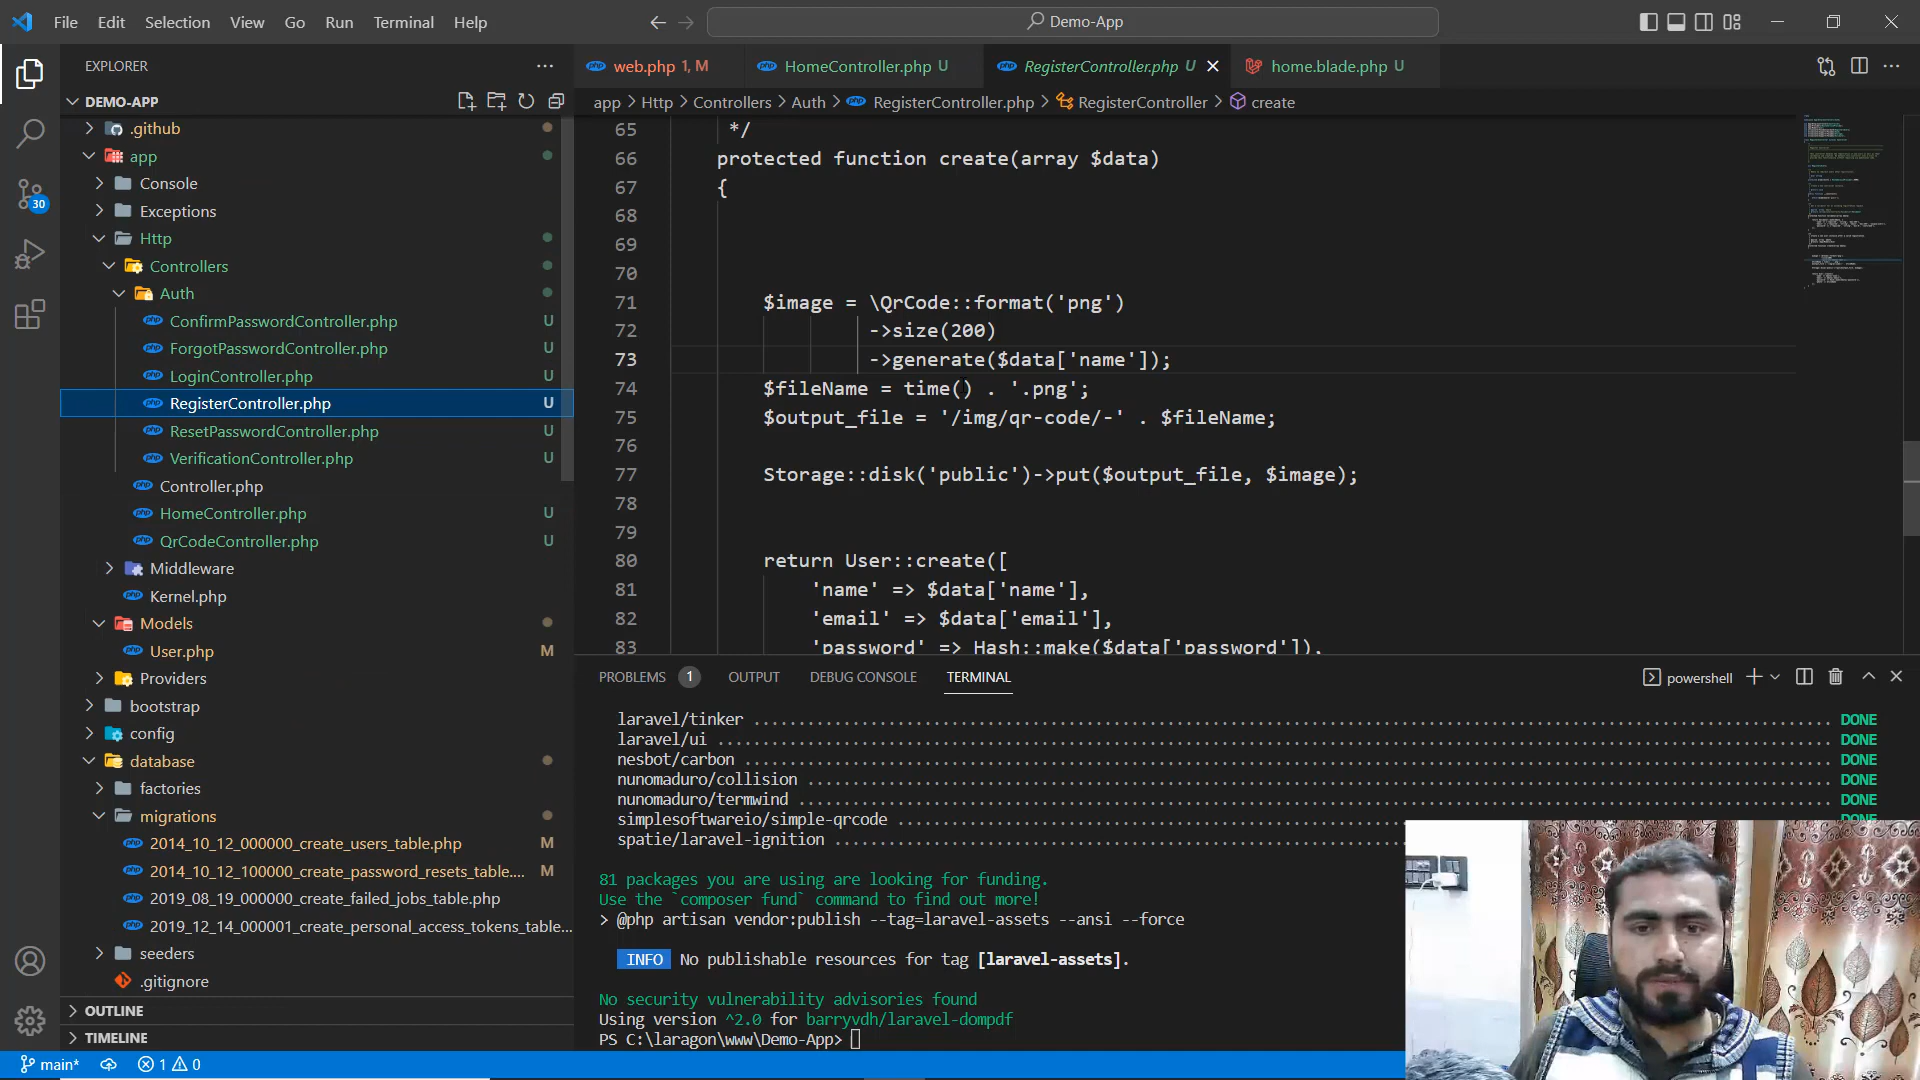 File Edit Selection View Go Run Terminal Help
Demo-App
EXPLORER
web.php 1, M
HomeController.php U
RegisterController.php U
home.blade.php U
DEMO-APP
app > Http > Controllers > Auth > RegisterController.php > RegisterController > create
.github
app
Console
Exceptions
Http
Controllers
Auth
ConfirmPasswordController.php U
ForgotPasswordController.php U
LoginController.php U
RegisterController.php U
ResetPasswordController.php U
VerificationController.php U
Controller.php
HomeController.php U
QrCodeController.php U
Middleware
Kernel.php
Models
User.php M
Providers
bootstrap
config
database
factories
migrations
2014_10_12_000000_create_users_table.php M
2014_10_12_100000_create_password_resets_table.... M
2019_08_19_000000_create_failed_jobs_table.php
2019_12_14_000001_create_personal_access_tokens_table...
seeders
.gitignore
OUTLINE
TIMELINE
30
65 */
66 protected function create(array $data)
67 {
68
69
70
71 $image = \QrCode::format('png')
72 ->size(200)
73 ->generate($data['name']);
74 $fileName = time() . '.png';
75 $output_file = '/img/qr-code/-' . $fileName;
76
77 Storage::disk('public')->put($output_file, $image);
78
79
80 return User::create([
81 'name' => $data['name'],
82 'email' => $data['email'],
83 'password' => Hash::make($data['password']),
PROBLEMS 1 OUTPUT DEBUG CONSOLE TERMINAL
powershell
laravel/tinker ........ DONE
laravel/ui ........ DONE
nesbot/carbon ........ DONE
nunomaduro/collision ........ DONE
nunomaduro/termwind ........ DONE
simplesoftwareio/simple-qrcode ........ DONE
spatie/laravel-ignition ........
81 packages you are using are looking for funding.
Use the `composer fund` command to find out more!
> @php artisan vendor:publish --tag=laravel-assets --ansi --force
INFO No publishable resources for tag [laravel-assets].
No security vulnerability advisories found
Using version ^2.0 for barryvdh/laravel-dompdf
PS C:\laragon\www\Demo-App>
main* 1 0